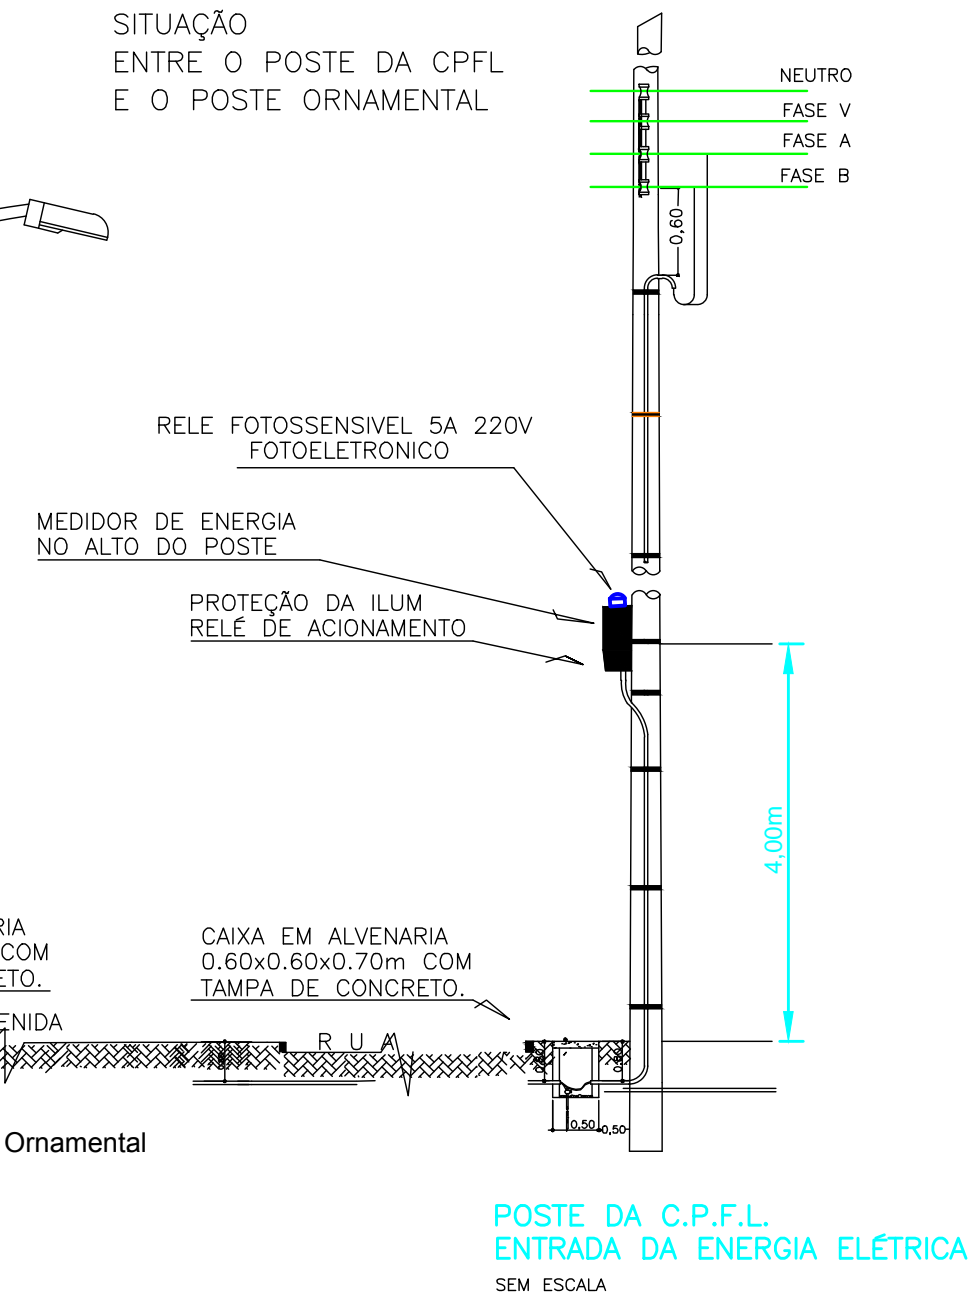 SITUAÇÃO
ENTRE O POSTE DA CPFL
E O POSTE ORNAMENTAL
NEUTRO
FASE V
FASE A
FASE B
0,60
RELE FOTOSSENSIVEL 5A 220V
FOTOELETRONICO
MEDIDOR DE ENERGIA
NO ALTO DO POSTE
PROTEÇÃO DA ILUM
RELÉ DE ACIONAMENTO
4,00m
RIA
COM
ETO.
ENIDA
CAIXA EM ALVENARIA
0.60x0.60x0.70m COM
TAMPA DE CONCRETO.
R U A
0,50
0,50
Ornamental
POSTE DA C.P.F.L.
ENTRADA DA ENERGIA ELÉTRICA
SEM ESCALA